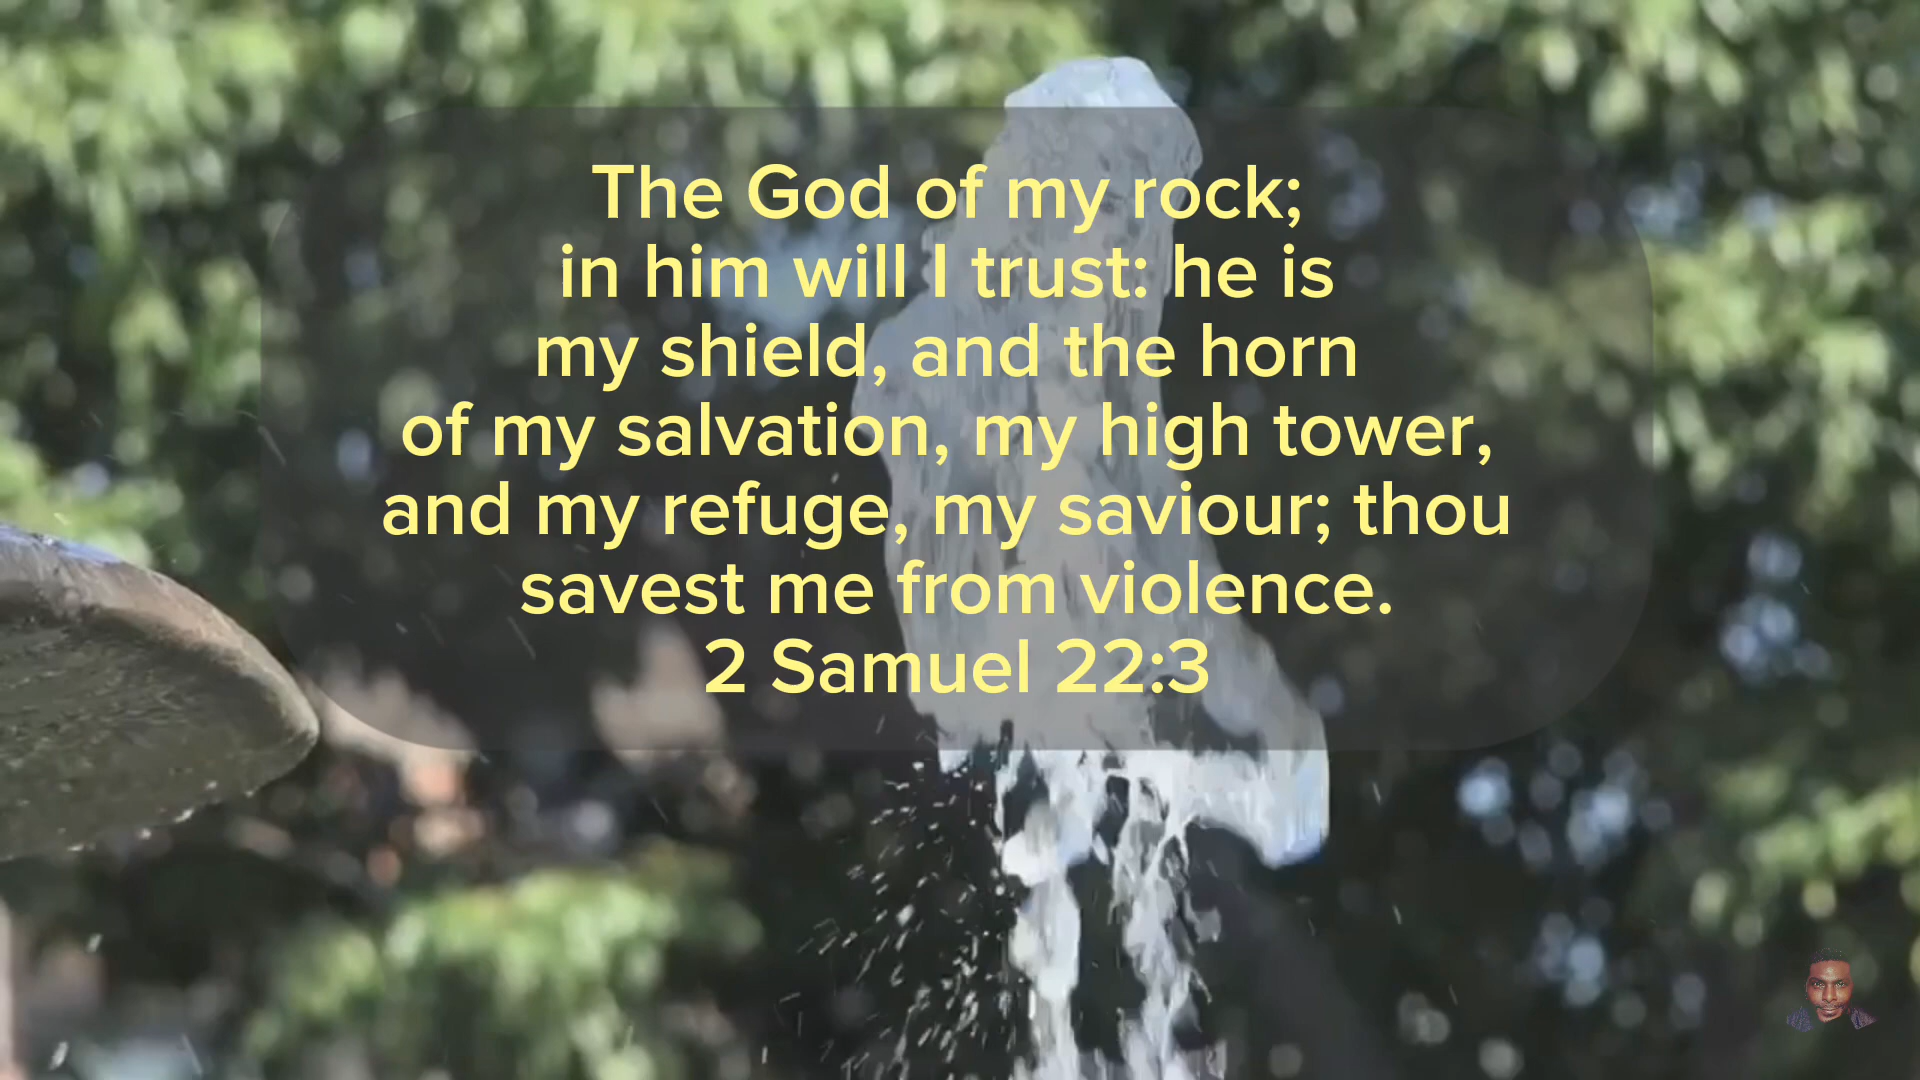 The God of my rock;
in him will I trust: he is
my shield, and the horn
of my salvation, my high tower,
and my refuge, my saviour; thou
savest me from violence.
2 Samuel 22:3